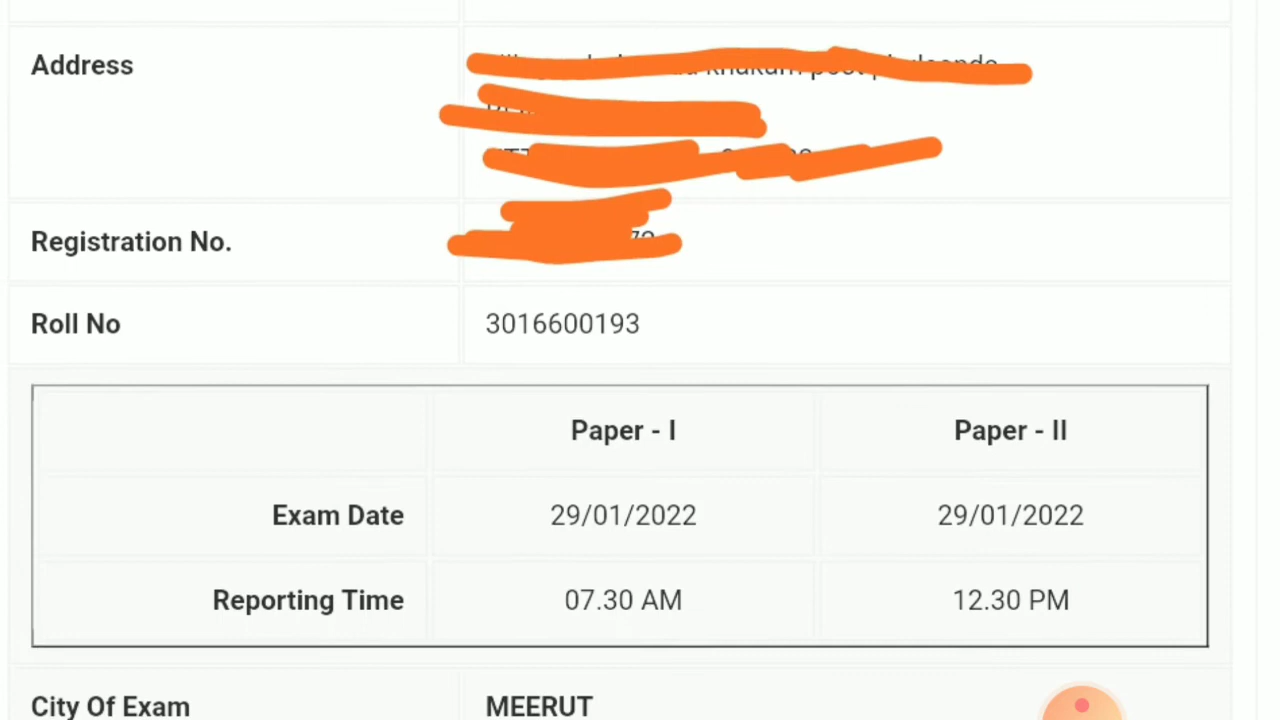 Address
Registration No.
Roll No 3016600193
Paper - I Paper - II
Exam Date 29/01/2022 29/01/2022
Reporting Time 07.30 AM 12.30 PM
City Of Exam MEERUT